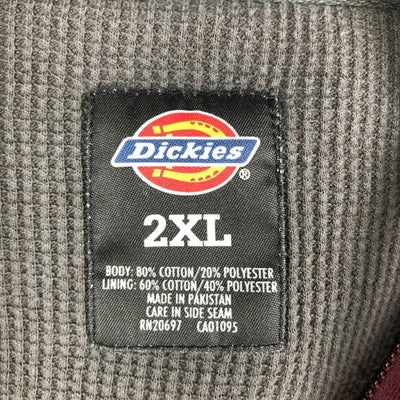 Dickies
®
2XL
BODY: 80% COTTON/20% POLYESTER
LINING: 60% COTTON/40% POLYESTER
MADE IN PAKISTAN
CARE IN SIDE SEAM
RN20697 CA01095